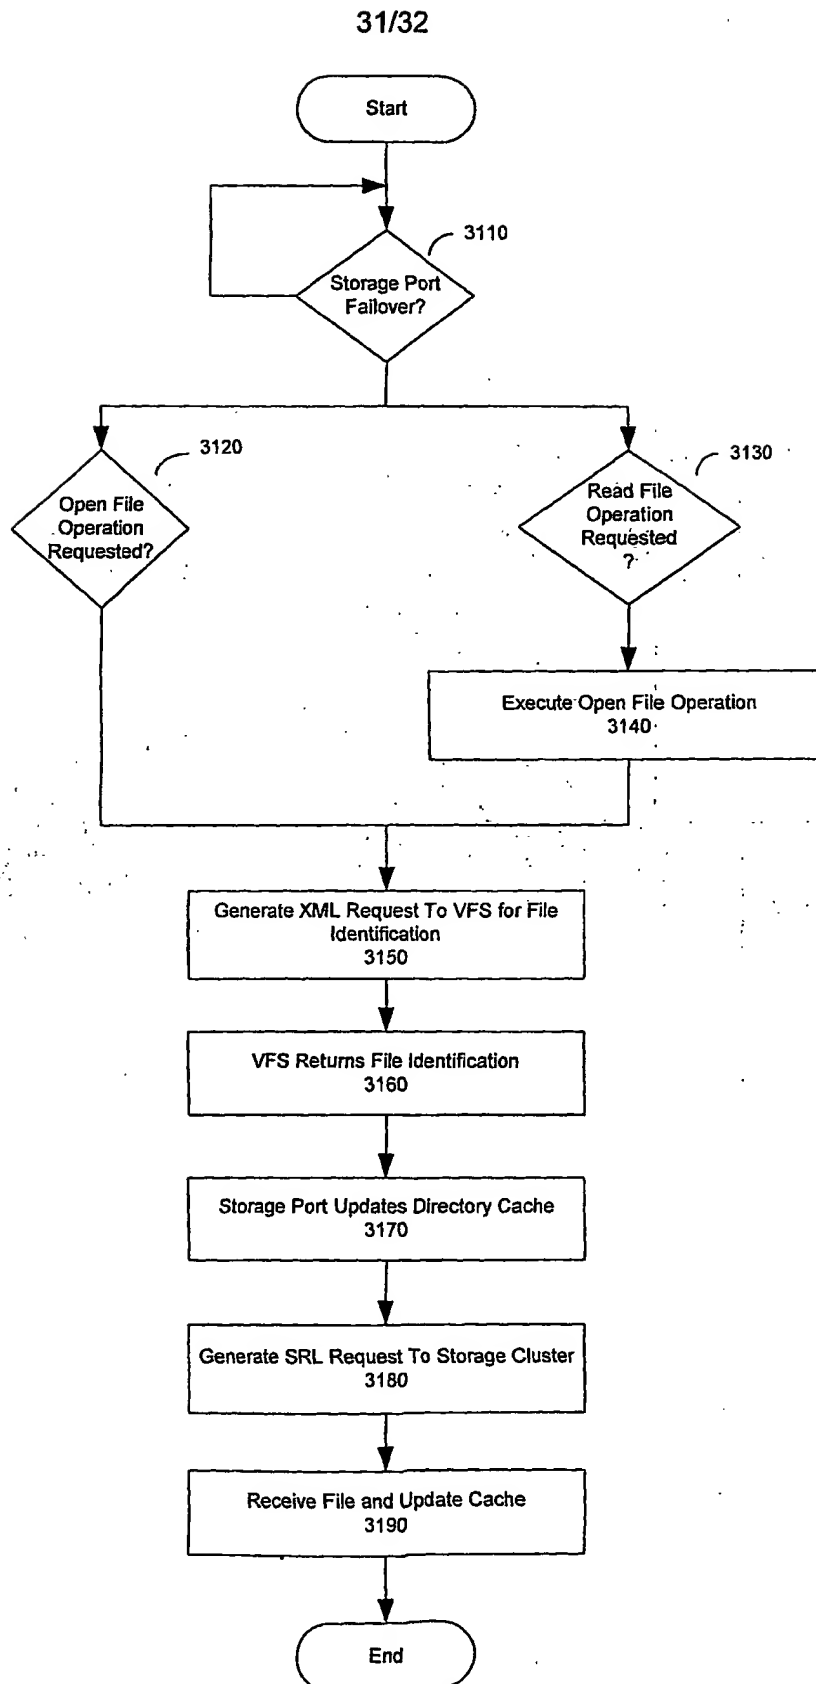 31/32
Start
3110
Storage Port
Failover?
3120
Open File
Operation
Requested?
3130
Read File
Operation
Requested
?
Execute Open File Operation
3140
Generate XML Request To VFS for File
Identification
3150
VFS Returns File Identification
3160
Storage Port Updates Directory Cache
3170
Generate SRL Request To Storage Cluster
3180
Receive File and Update Cache
3190
End